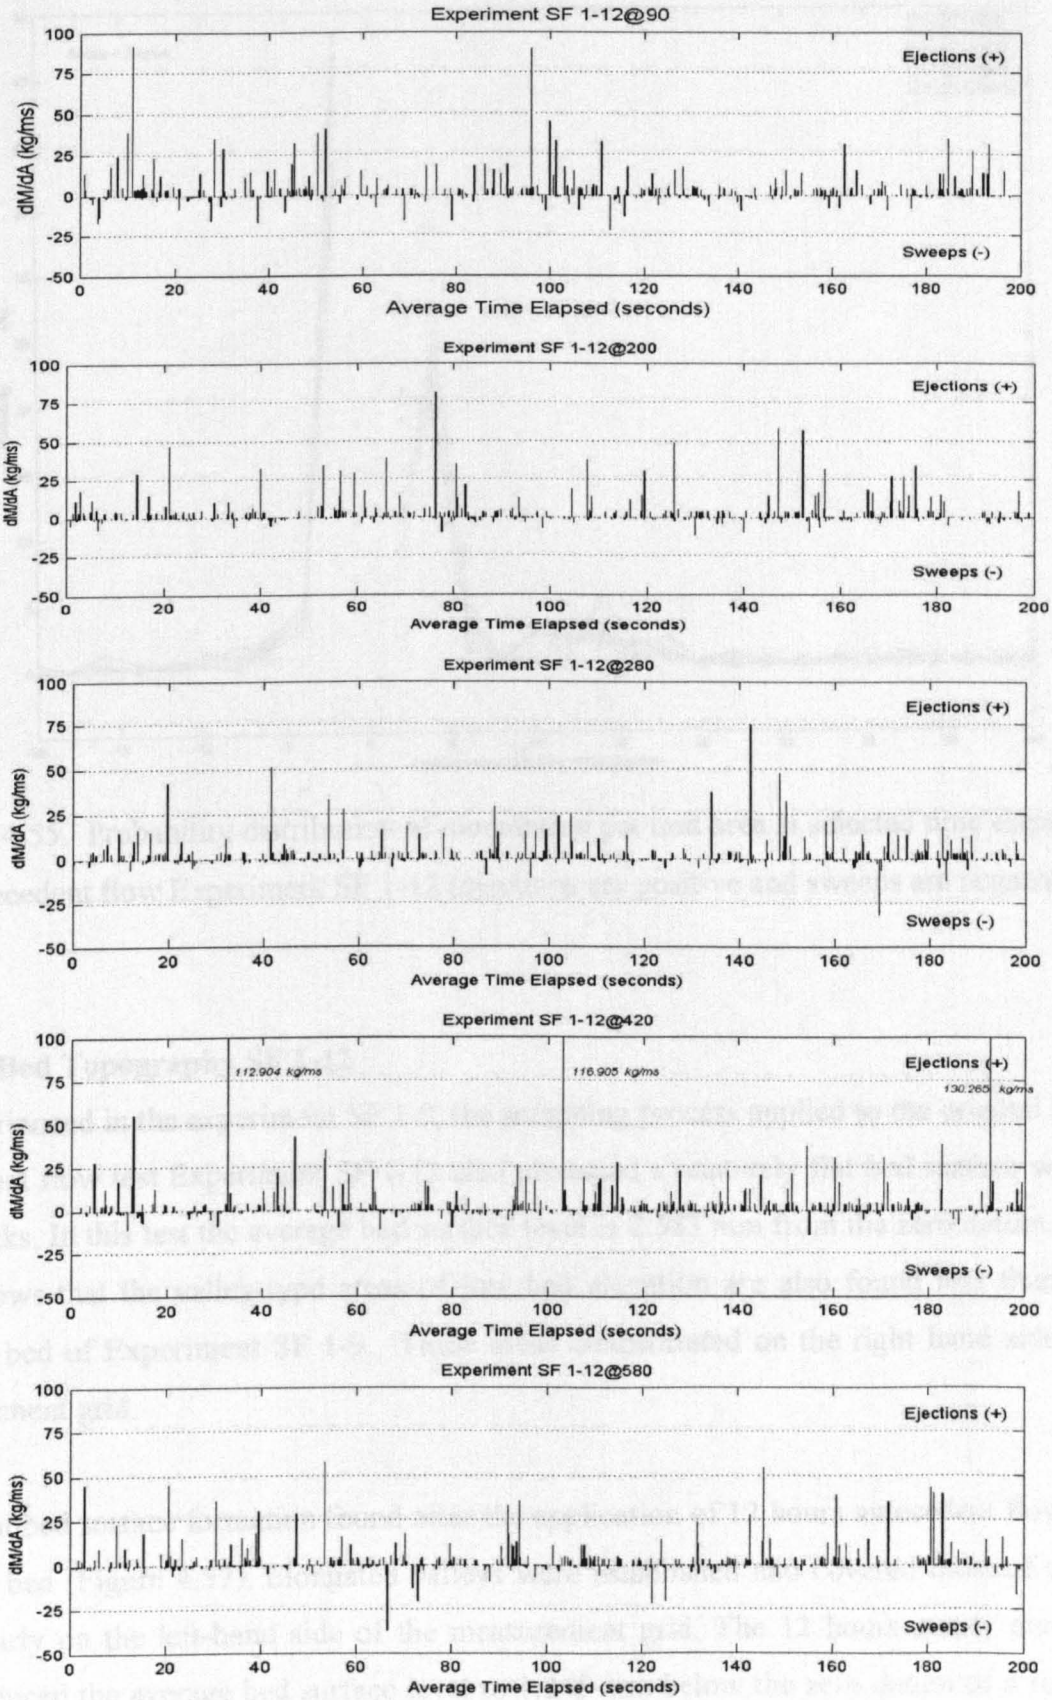 Experiment SF 1-12@90
100
75
50
25
0
-25
-50
dM/dA (kg/ms)
Ejections (+)
Sweeps (-)
0 20 40 60 80 100 120 140 160 180 200
Average Time Elapsed (seconds)
Experiment SF 1-12@200
100
75
50
25
0
-25
-50
dM/dA (kg/ms)
Ejections (+)
Sweeps (-)
0 20 40 60 80 100 120 140 160 180 200
Average Time Elapsed (seconds)
Experiment SF 1-12@280
100
75
50
25
0
-25
-50
dM/dA (kg/ms)
Ejections (+)
Sweeps (-)
0 20 40 60 80 100 120 140 160 180 200
Average Time Elapsed (seconds)
Experiment SF 1-12@420
100
75
50
25
0
-25
-50
dM/dA (kg/ms)
Ejections (+)
112.904 kg/ms
116.905 kg/ms
130.265 kg/ms
Sweeps (-)
0 20 40 60 80 100 120 140 160 180 200
Average Time Elapsed (seconds)
Experiment SF 1-12@580
100
75
50
25
0
-25
-50
dM/dA (kg/ms)
Ejections (+)
Sweeps (-)
0 20 40 60 80 100 120 140 160 180 200
Average Time Elapsed (seconds)